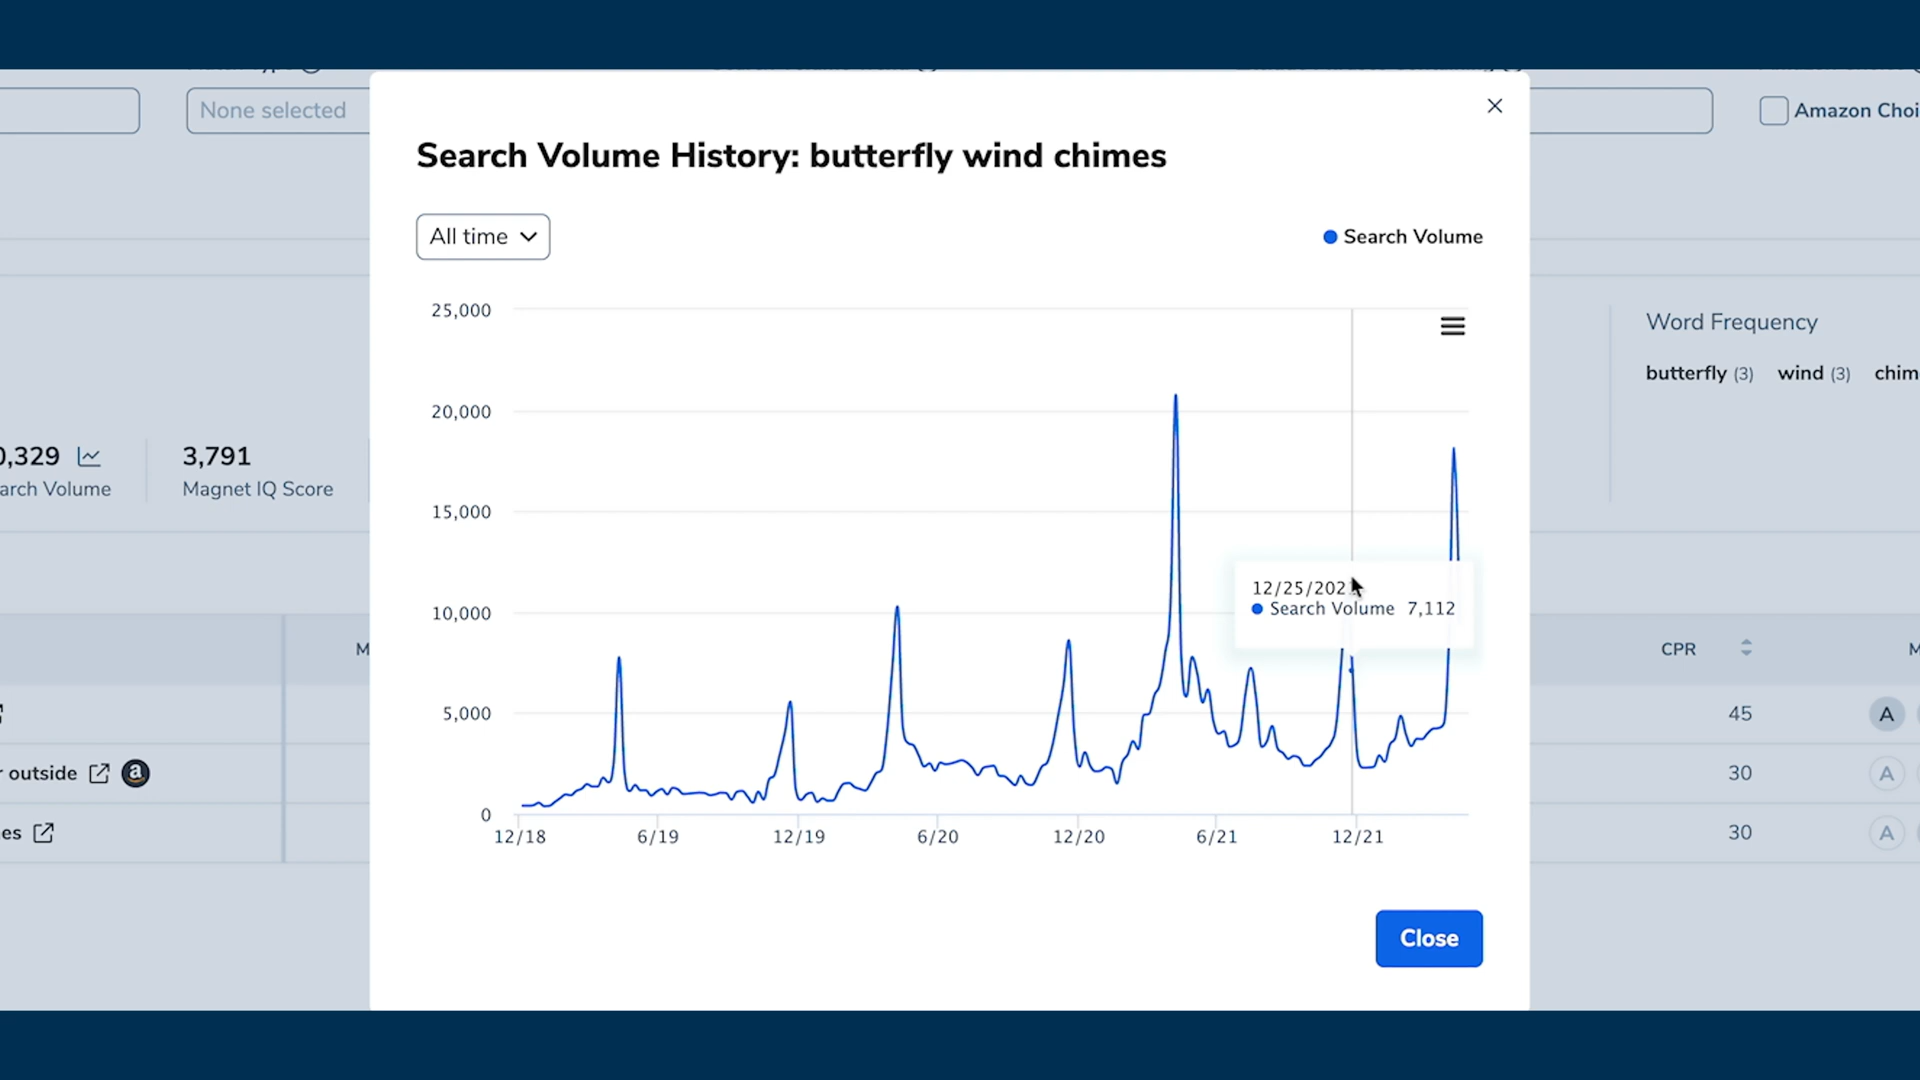 None selected
Amazon Choi
Search Volume History: butterfly wind chimes
All time
Search Volume
25,000
20,000
15,000
10,000
5,000
0
12/18 6/19 12/19 6/20 12/20 6/21 12/21
12/25/202
Search Volume 7,112
Close
0,329
arch Volume
3,791
Magnet IQ Score
Word Frequency
butterfly (3) wind (3) chim
M
CPR
M
45
A
r outside
a
30
A
es
30
A